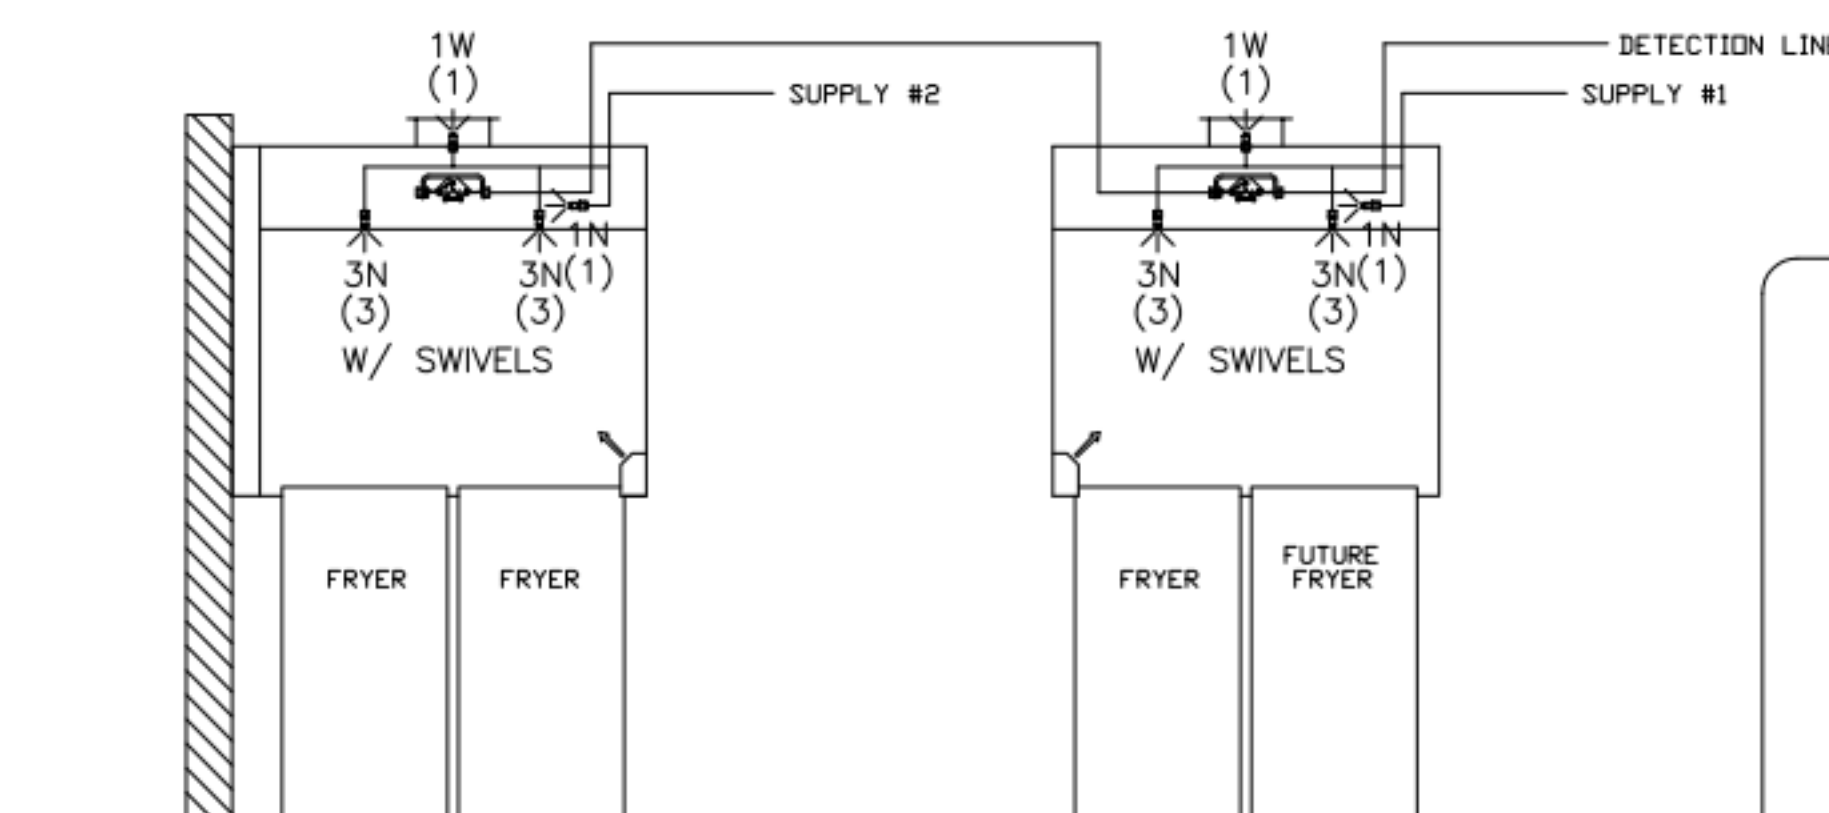 1W
(1)
SUPPLY #2
3N
(3)
1N
3N(1)
(3)
W/ SWIVELS
FRYER
FRYER
1W
(1)
DETECTION LIN
SUPPLY #1
3N
(3)
1N
3N(1)
(3)
W/ SWIVELS
FRYER
FUTURE
FRYER